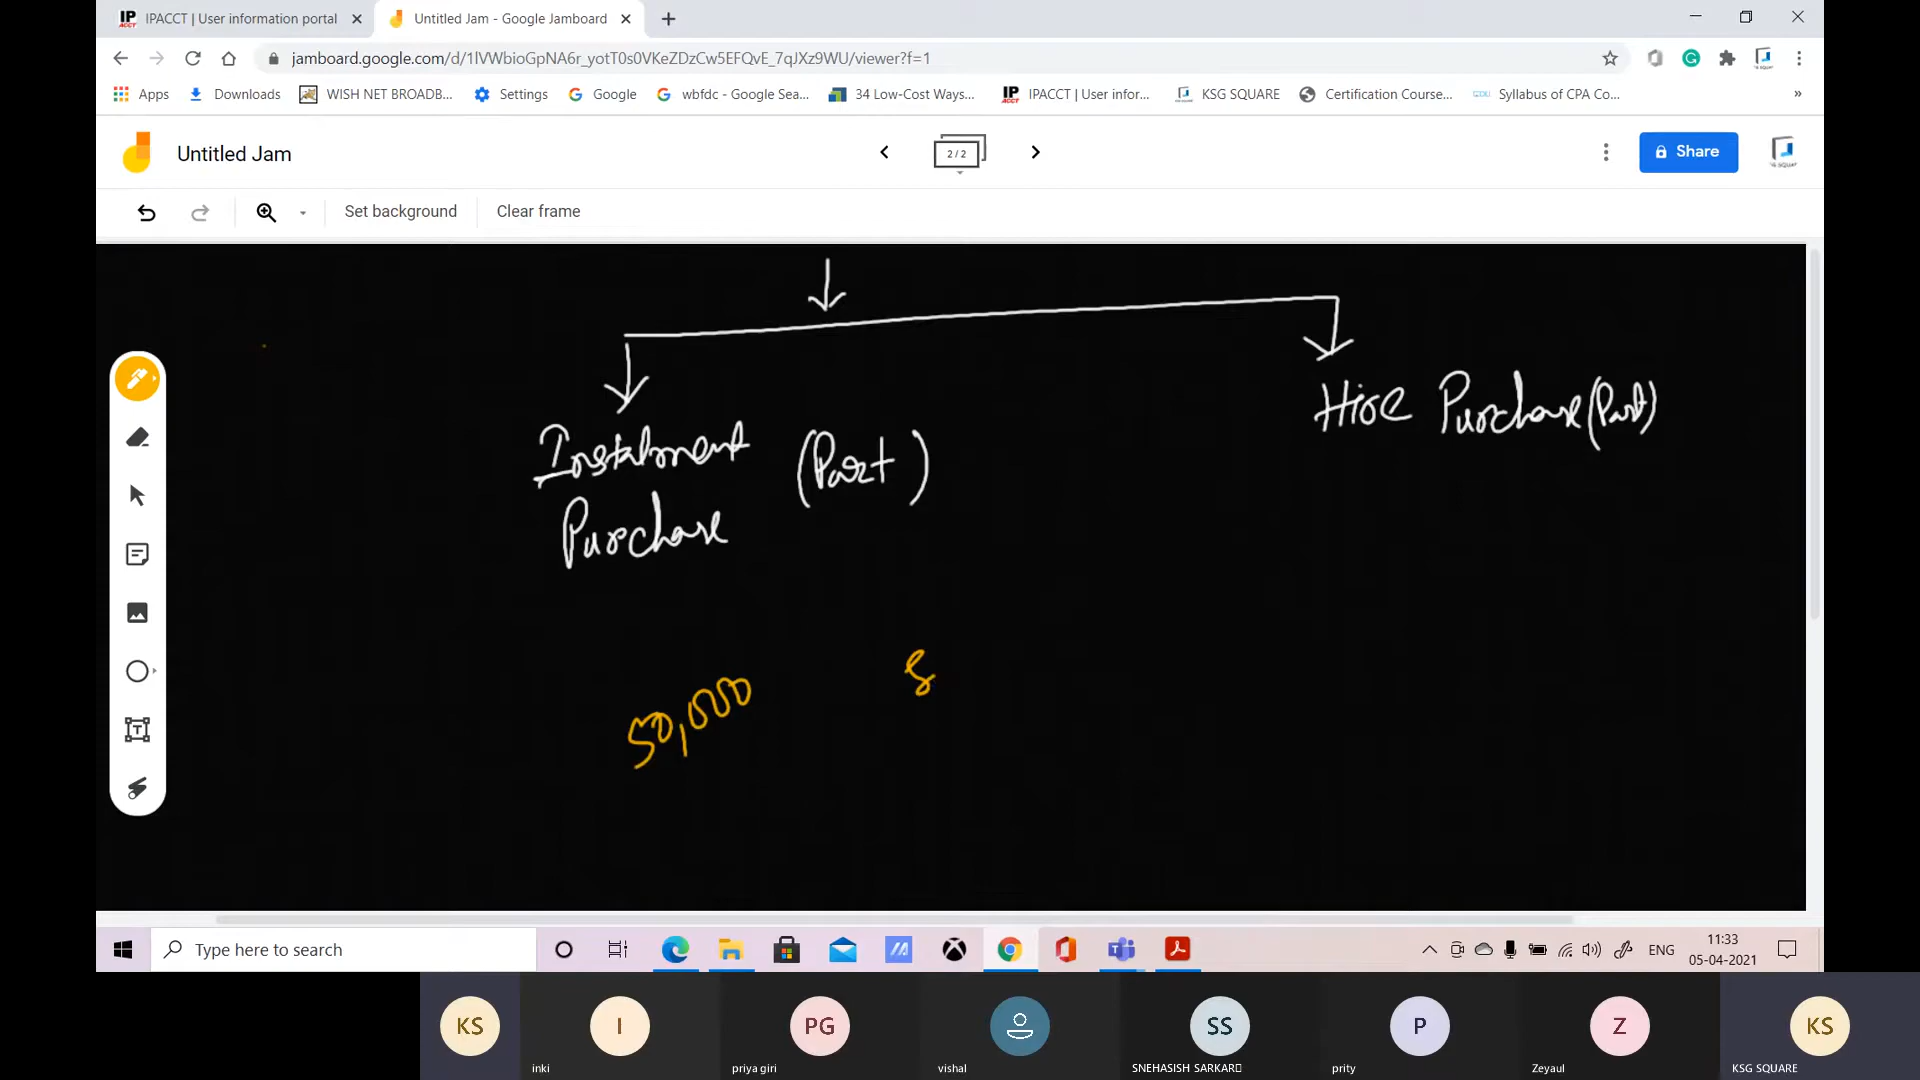 IPACCT | User information portal
Untitled Jam - Google Jamboard
jamboard.google.com/d/1lVWbioGpNA6r_yotT0s0VKeZDzCw5EFQvE_7qJXz9WU/viewer?f=1
Apps Downloads WISH NET BROADB... Settings Google wbfdc - Google Sea... 34 Low-Cost Ways... IPACCT | User infor... KSG SQUARE Certification Course... Syllabus of CPA Co... »
Untitled Jam
2 / 2
Share
Set background Clear frame
Hire Purchase (Part)
Instalment (Part)
Purchase
50,000
8
Type here to search
ENG
11:33
05-04-2021
KS I PG SS P Z KS
inki priya giri vishal SNEHASISH SARKAR prity Zeyaul KSG SQUARE